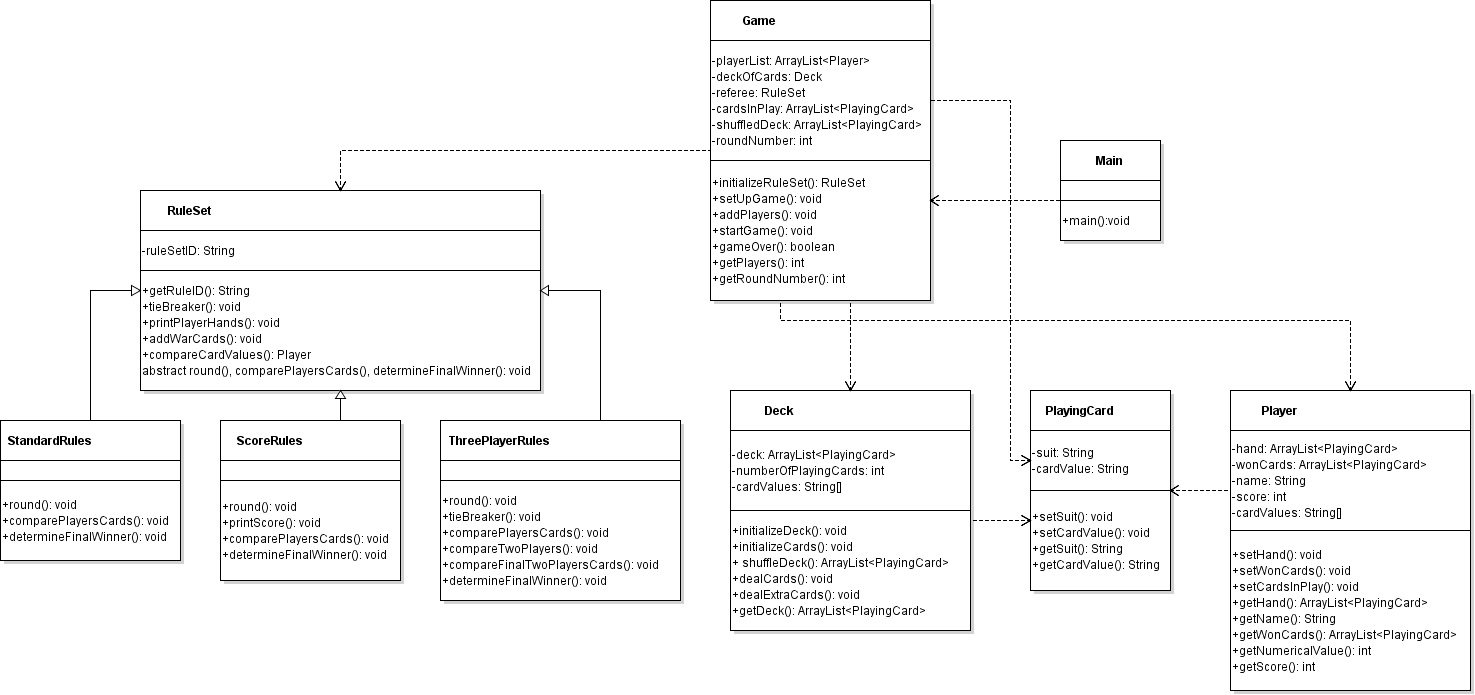 Game
-playerList: ArrayList<Player>
-deckOfCards: Deck
-referee: RuleSet
-cardsInPlay: ArrayList<PlayingCard>
-shuffledDeck: ArrayList<PlayingCard>
-roundNumber: int
+initializeRuleSet(): RuleSet
+setUpGame(): void
+addPlayers(): void
+startGame(): void
+gameOver(): boolean
+getPlayers(): int
+getRoundNumber(): int
Main
+main():void
RuleSet
-ruleSetID: String
+getRuleID(): String
+tieBreaker(): void
+printPlayerHands(): void
+addWarCards(): void
+compareCardValues(): Player
abstract round(), comparePlayersCards(), determineFinalWinner(): void
StandardRules
+round(): void
+comparePlayersCards(): void
+determineFinalWinner(): void
ScoreRules
+round(): void
+printScore(): void
+comparePlayersCards(): void
+determineFinalWinner(): void
ThreePlayerRules
+round(): void
+tieBreaker(): void
+comparePlayersCards(): void
+compareTwoPlayers(): void
+compareFinalTwoPlayersCards(): void
+determineFinalWinner(): void
Deck
-deck: ArrayList<PlayingCard>
-numberOfPlayingCards: int
-cardValues: String[]
+initializeDeck(): void
+initializeCards(): void
+ shuffleDeck(): ArrayList<PlayingCard>
+dealCards(): void
+dealExtraCards(): void
+getDeck(): ArrayList<PlayingCard>
PlayingCard
-suit: String
-cardValue: String
+setSuit(): void
+setCardValue(): void
+getSuit(): String
+getCardValue(): String
Player
-hand: ArrayList<PlayingCard>
-wonCards: ArrayList<PlayingCard>
-name: String
-score: int
-cardValues: String[]
+setHand(): void
+setWonCards(): void
+setCardsInPlay(): void
+getHand(): ArrayList<PlayingCard>
+getName(): String
+getWonCards(): ArrayList<PlayingCard>
+getNumericalValue(): int
+getScore(): int